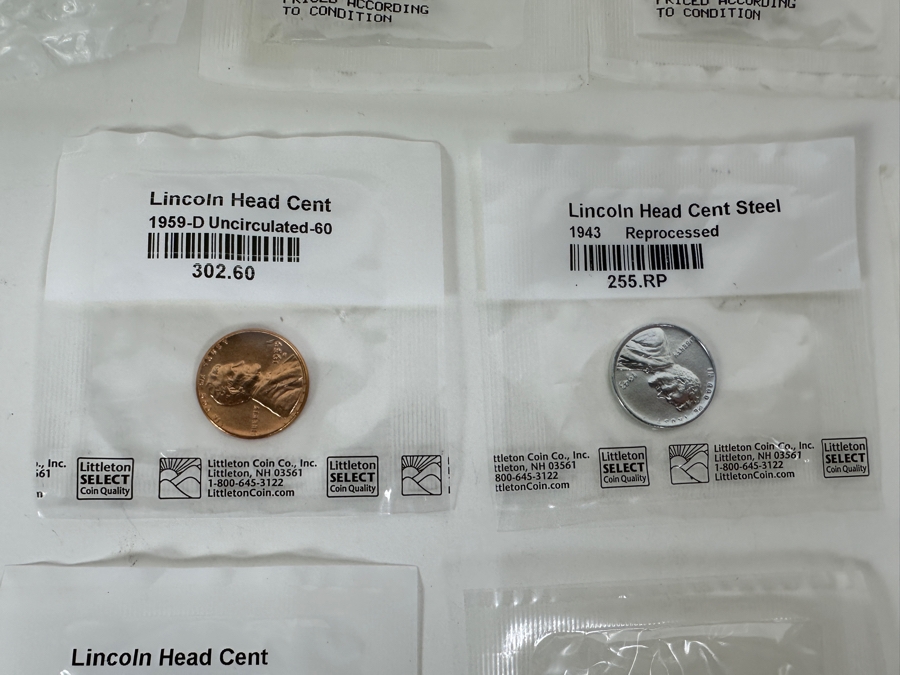 PRICED ACCORDING
TO CONDITION
PRICED ACCORDING
TO CONDITION
Lincoln Head Cent
1959-D Uncirculated-60
302.60
Lincoln Head Cent Steel
1943 Reprocessed
255.RP
., Inc.
Littleton
SELECT
Coin Quality
Littleton Coin Co., Inc.
Littleton, NH 03561
1-800-645-3122
LittletonCoin.com
Littleton
SELECT
Coin Quality
ttleton Coin Co., Inc.
ttleton, NH 03561
800-645-3122
ttletonCoin.com
Littleton
SELECT
Coin Quality
Littleton Coin Co., Inc.
Littleton, NH 03561
1-800-645-3122
LittletonCoin.com
Littleton
SELECT
Coin Quality
Lincoln Head Cent